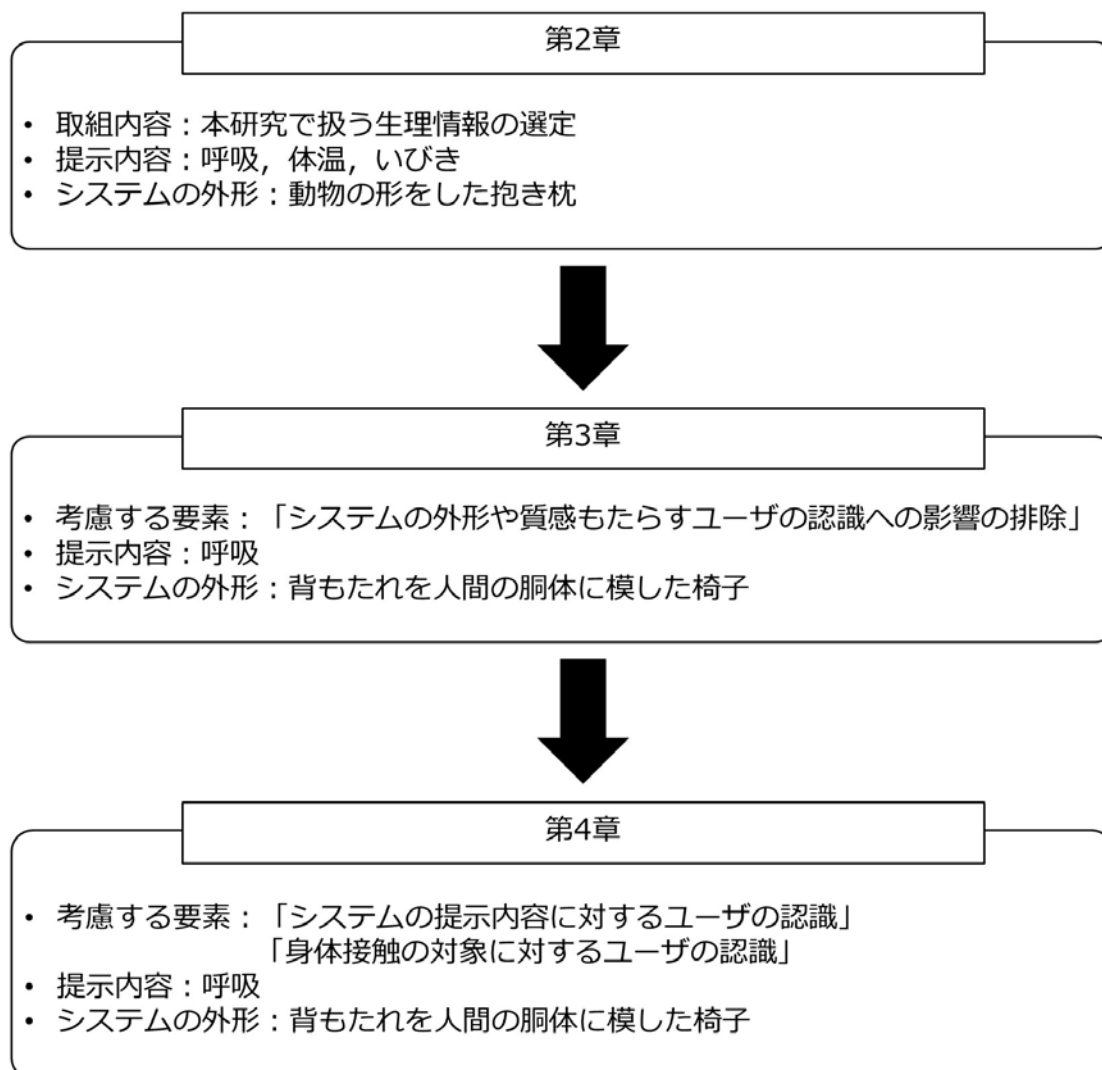 第2章
• 取組内容：本研究で扱う生理情報の選定
• 提示内容：呼吸，体温，いびき
• システムの外形：動物の形をした抱き枕
第3章
• 考慮する要素：「システムの外形や質感もたらすユーザの認識への影響の排除」
• 提示内容：呼吸
• システムの外形：背もたれを人間の胴体に模した椅子
第4章
• 考慮する要素：「システムの提示内容に対するユーザの認識」
「身体接触の対象に対するユーザの認識」
• 提示内容：呼吸
• システムの外形：背もたれを人間の胴体に模した椅子